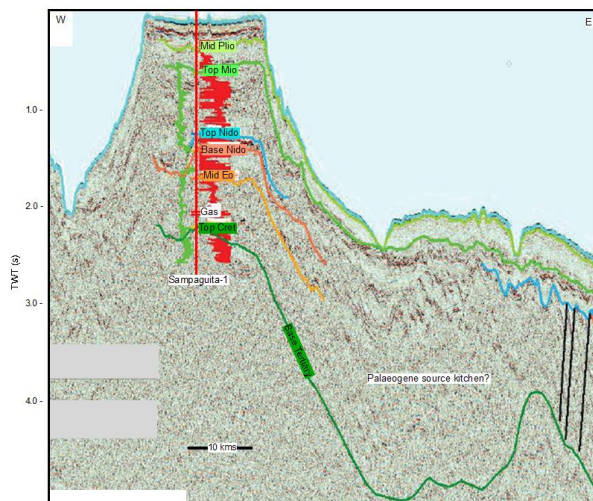 W
E
Mid Plio
Top Mio
1.0 -
Top Nido
Base Nido
Mid Eo
2.0 -
Gas
Top Cret
TWT (s)
Sampaguita-1
3.0 -
Base Tertiary
Palaeogene source kitchen?
4.0 -
10 kms